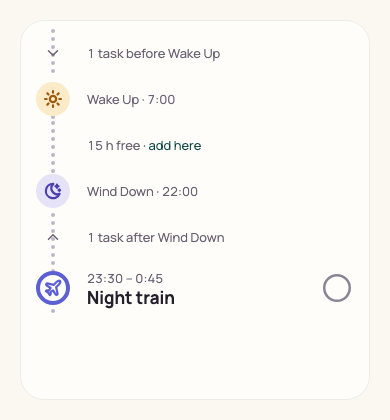 1 task before Wake Up
Wake Up · 7:00
15 h free · add here
Wind Down · 22:00
1 task after Wind Down
23:30 – 0:45
Night train